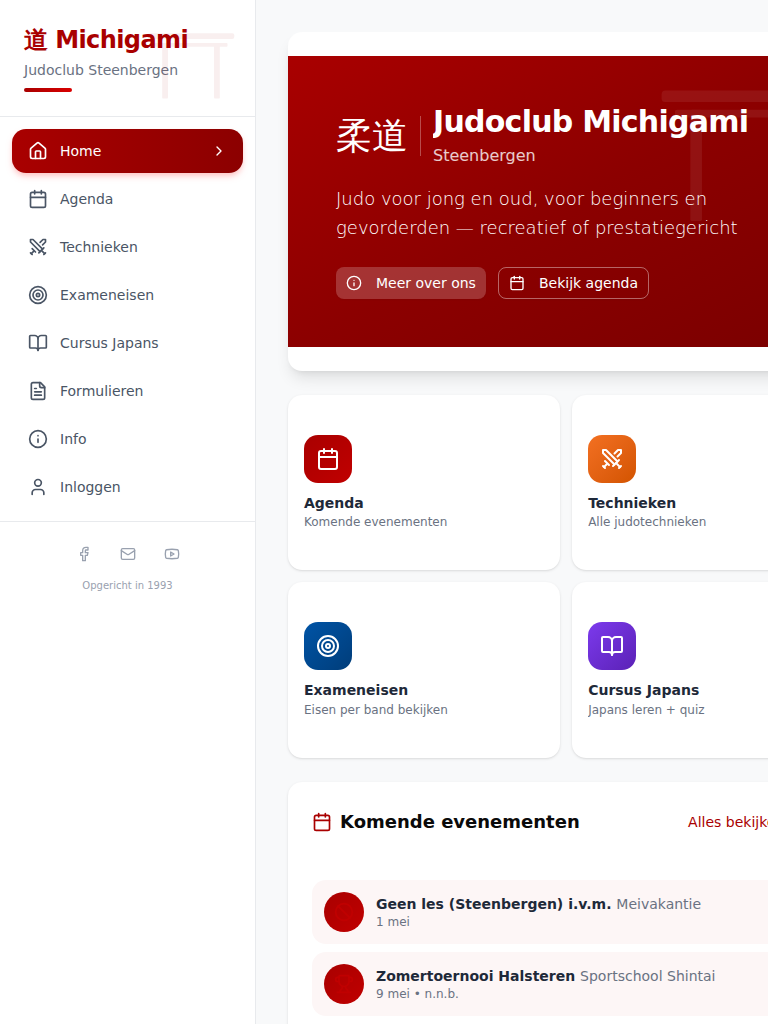 道 Michigami
Judoclub Steenbergen
Home
Agenda
Technieken
Exameneisen
Cursus Japans
Formulieren
Info
Inloggen
Opgericht in 1993
柔道
Judoclub Michigami
Steenbergen
Judo voor jong en oud, voor beginners en
gevorderden — recreatief of prestatiegericht
Meer over ons
Bekijk agenda
Agenda
Komende evenementen
Technieken
Alle judotechnieken
Exameneisen
Eisen per band bekijken
Cursus Japans
Japans leren + quiz
Komende evenementen
Alles bekijk
Geen les (Steenbergen) i.v.m. Meivakantie
1 mei
Zomertoernooi Halsteren Sportschool Shintai
9 mei • n.n.b.